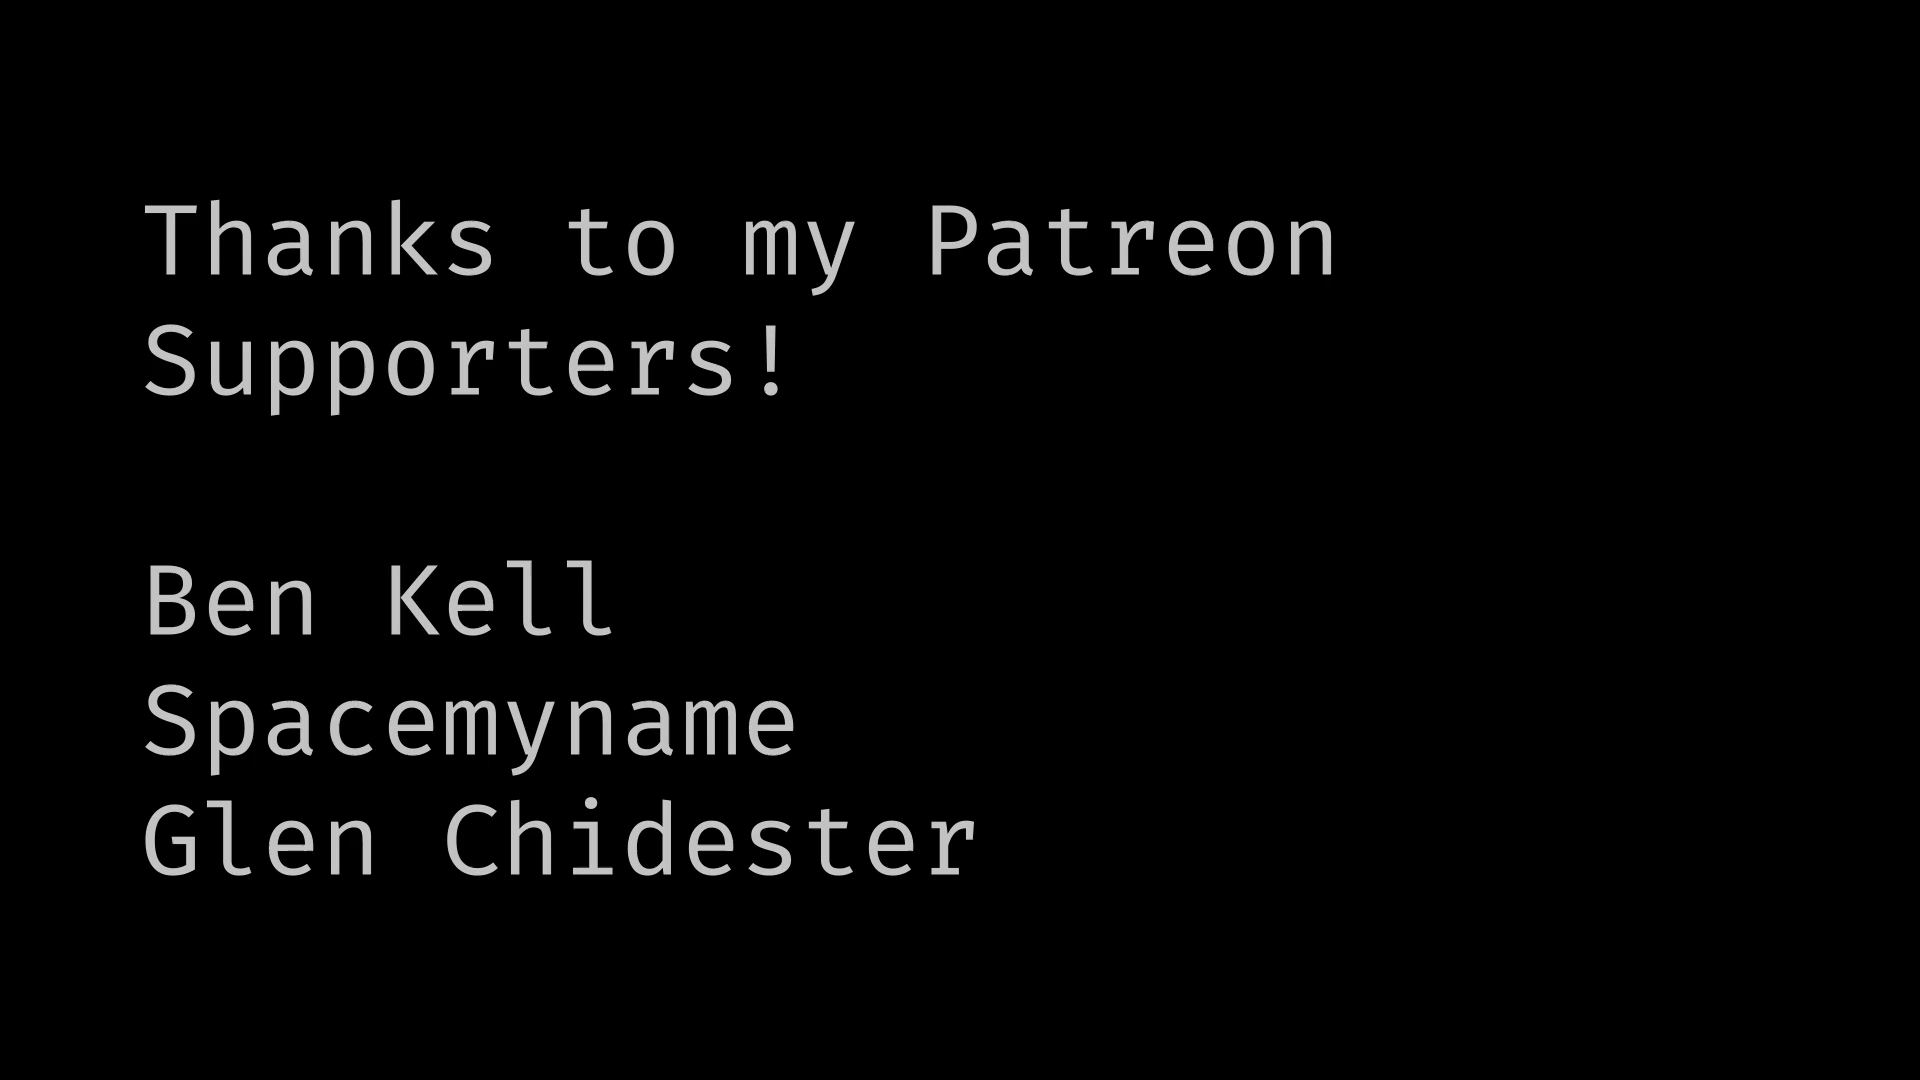 Thanks to my Patreon
Supporters!
Ben Kell
Spacemyname
Glen Chidester